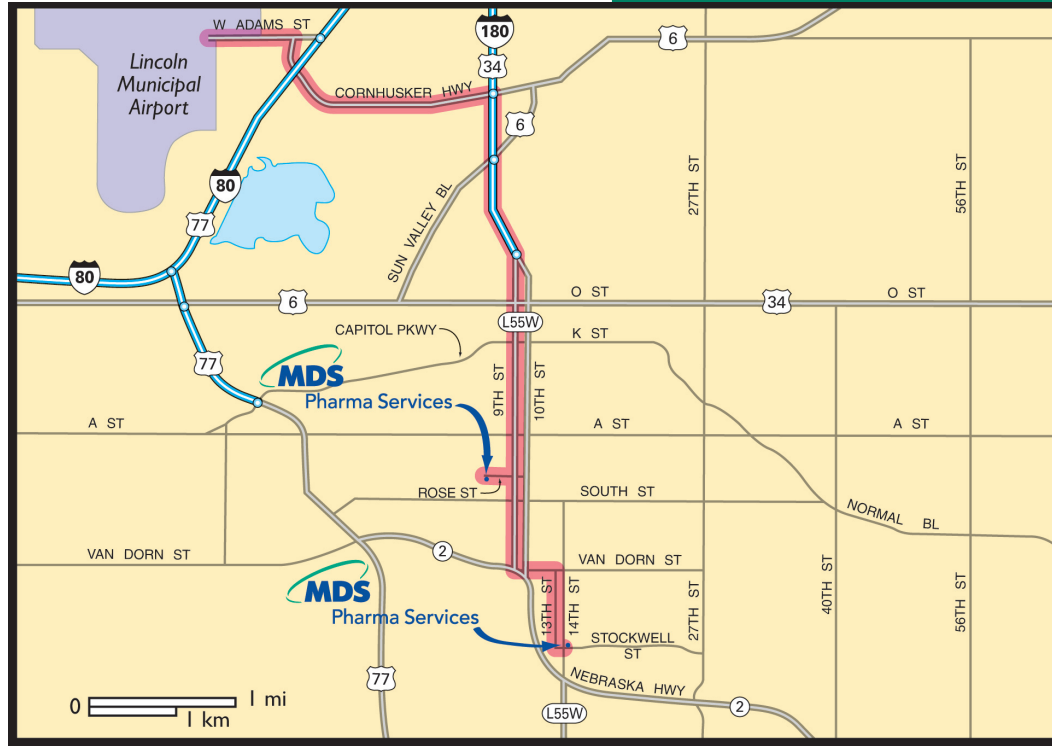 W ADAMS ST
180
34
6
Lincoln
Municipal
Airport
CORNHUSKER HWY
6
80
77
SUN VALLEY BL
27TH ST
56TH ST
80
6
O ST
34
O ST
L55W
CAPITOL PKWY
K ST
77
MDS
Pharma Services
9TH ST
10TH ST
A ST
A ST
A ST
ROSE ST
SOUTH ST
NORMAL BL
VAN DORN ST
2
VAN DORN ST
MDS
Pharma Services
13TH ST
14TH ST
27TH ST
40TH ST
56TH ST
STOCKWELL
ST
77
NEBRASKA HWY
2
L55W
0
1 mi
1 km